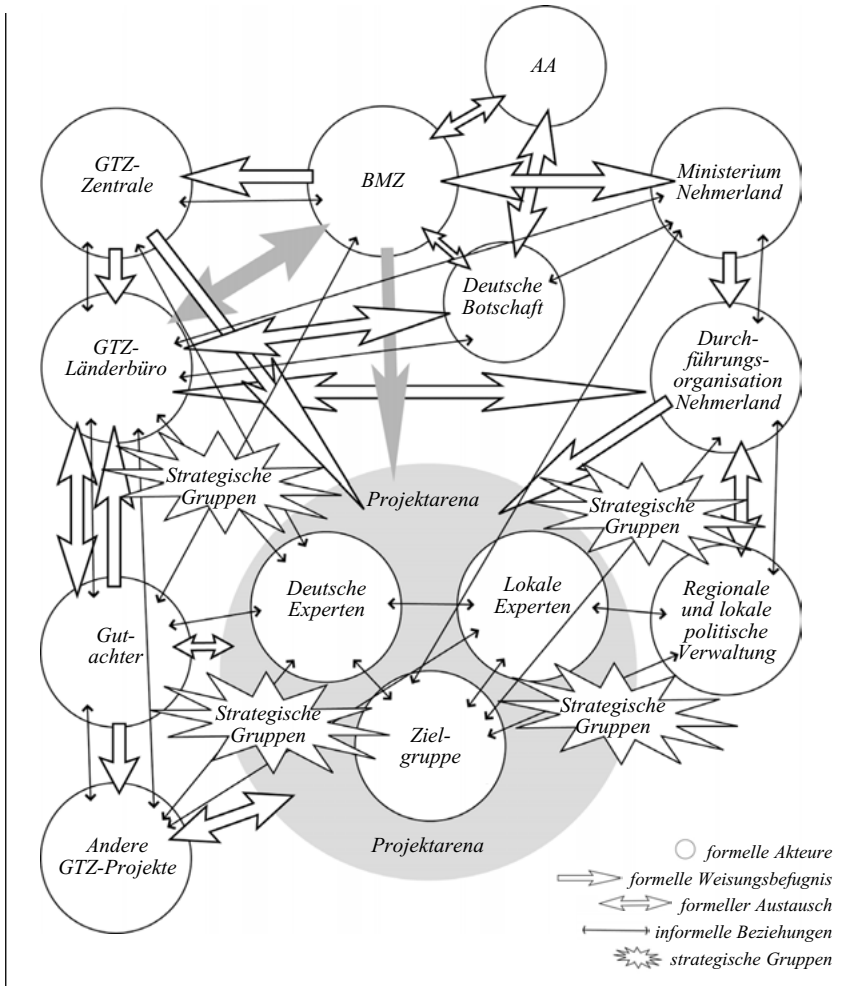 AA
GTZ-
Zentrale
BMZ
Ministerium
Nehmerland
Deutsche
Botschaft
GTZ-
Länderbüro
Durch-
führungs-
organisation
Nehmerland
Strategische
Gruppen
Projektarena
Strategische
Gruppen
Deutsche
Experten
Lokale
Experten
Regionale
und lokale
politische
Verwaltung
Gut-
achter
Strategische
Gruppen
Strategische
Gruppen
Ziel-
gruppe
Andere
GTZ-Projekte
Projektarena
formelle Akteure
formelle Weisungsbefugnis
formeller Austausch
informelle Beziehungen
strategische Gruppen